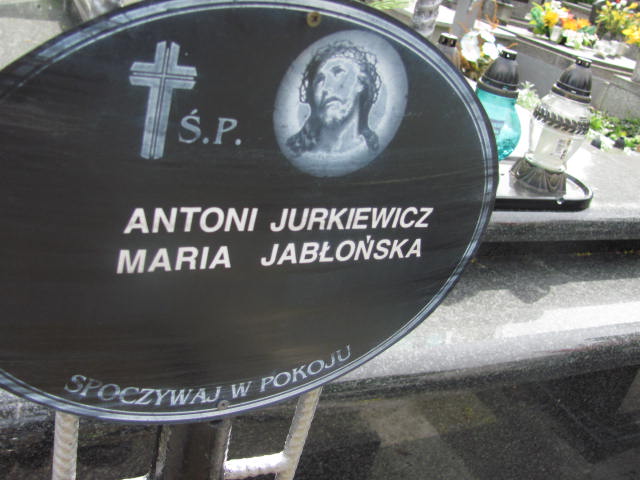 Ś.P.
ANTONI JURKIEWICZ
MARIA JABŁOŃSKA
SPOCZYWAJ W POKOJU